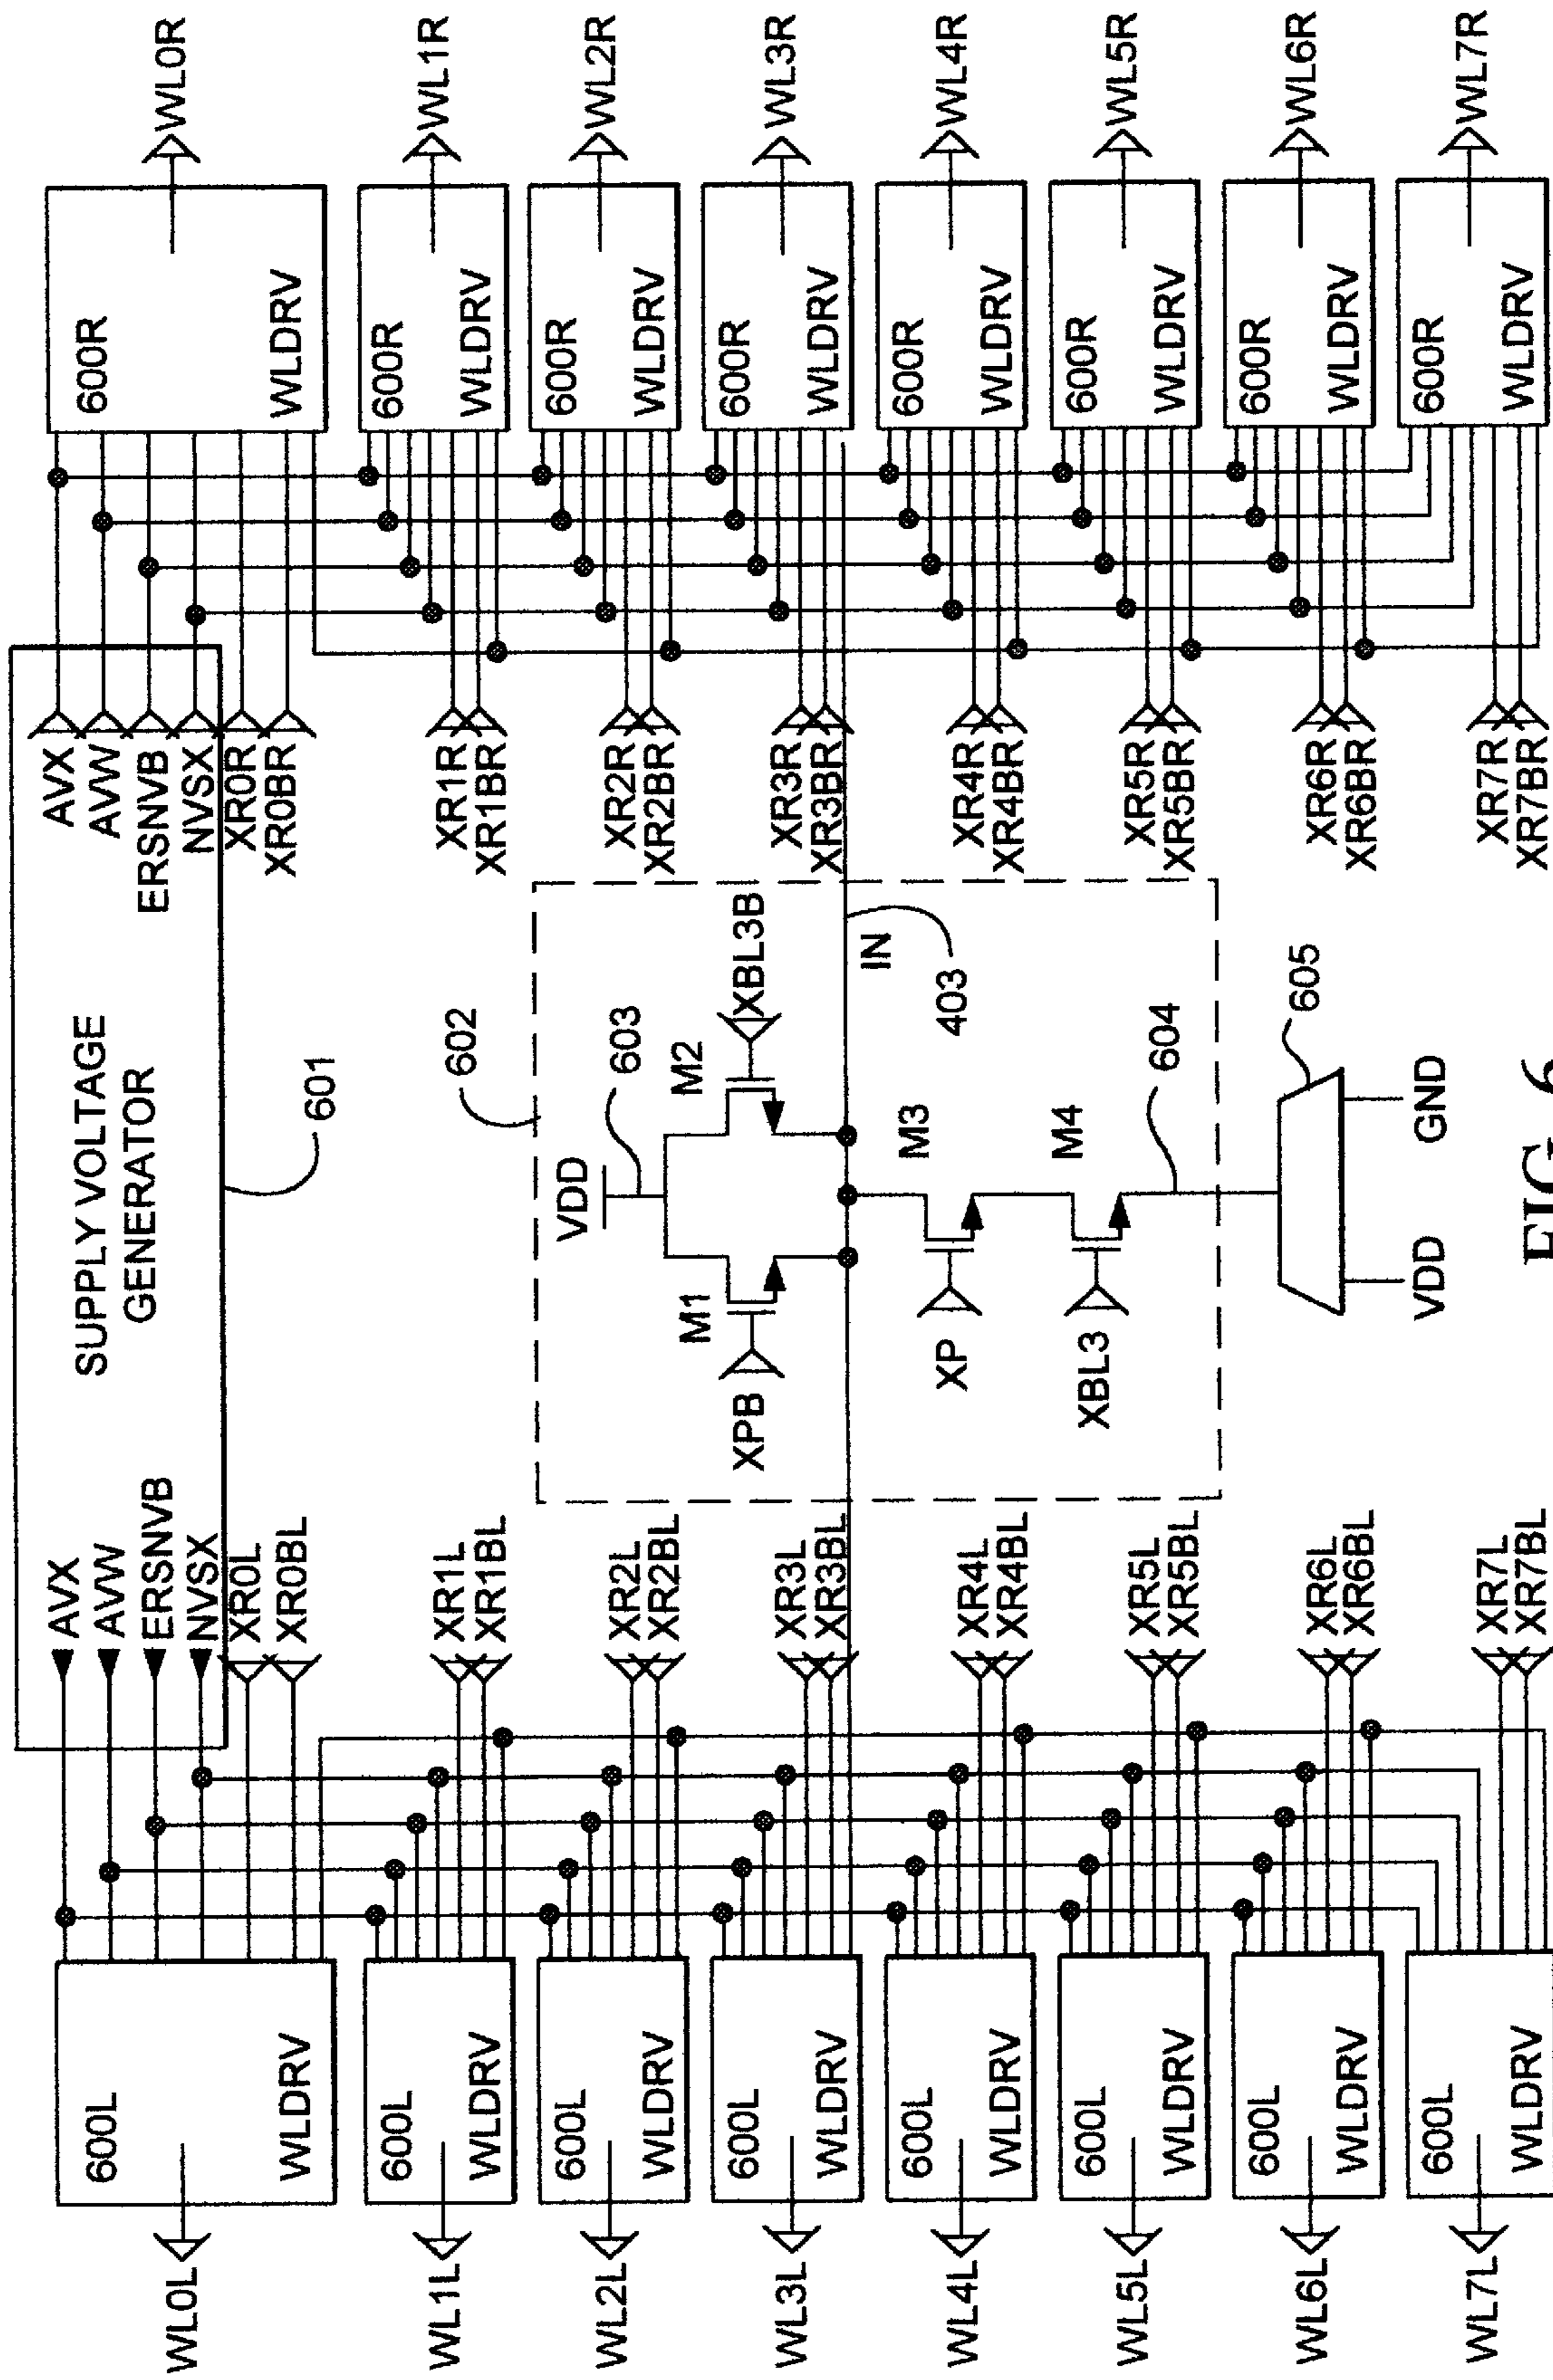 SUPPLY VOLTAGE
GENERATOR
601
AVX
AVW
ERSNVB
NVSX
XR0L
XR0BL
XR1L
XR1BL
XR2L
XR2BL
XR3L
XR3BL
XR4L
XR4BL
XR5L
XR5BL
XR6L
XR6BL
XR7L
XR7BL
AVX
AVW
ERSNVB
NVSX
XR0R
XR0BR
XR1R
XR1BR
XR2R
XR2BR
XR3R
XR3BR
XR4R
XR4BR
XR5R
XR5BR
XR6R
XR6BR
XR7R
XR7BR
WL0L
600L
WLDRV
WL1L
600L
WLDRV
WL2L
600L
WLDRV
WL3L
600L
WLDRV
WL4L
600L
WLDRV
WL5L
600L
WLDRV
WL6L
600L
WLDRV
WL7L
600L
WLDRV
600R
WLDRV
WL0R
600R
WLDRV
WL1R
600R
WLDRV
WL2R
600R
WLDRV
WL3R
600R
WLDRV
WL4R
600R
WLDRV
WL5R
600R
WLDRV
WL6R
600R
WLDRV
WL7R
602
VDD
603
XPB
M1
M2
XBL3B
IN
403
XP
M3
XBL3
M4
604
605
VDD
GND
FIG. 6